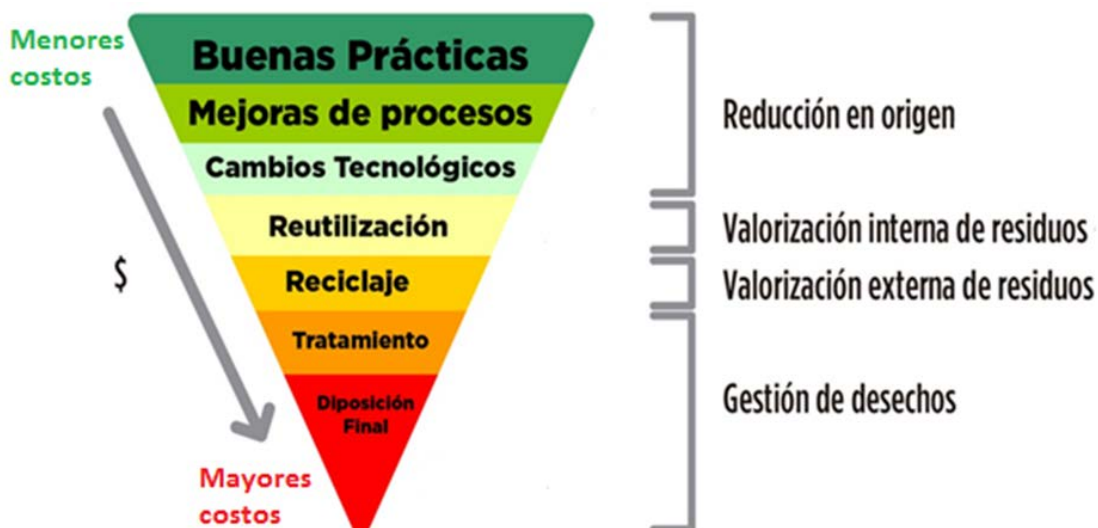 Menores
costos
$
Mayores
costos
Buenas Prácticas
Mejoras de procesos
Cambios Tecnológicos
Reutilización
Reciclaje
Tratamiento
Diposición
Final
Reducción en origen
Valorización interna de residuos
Valorización externa de residuos
Gestión de desechos